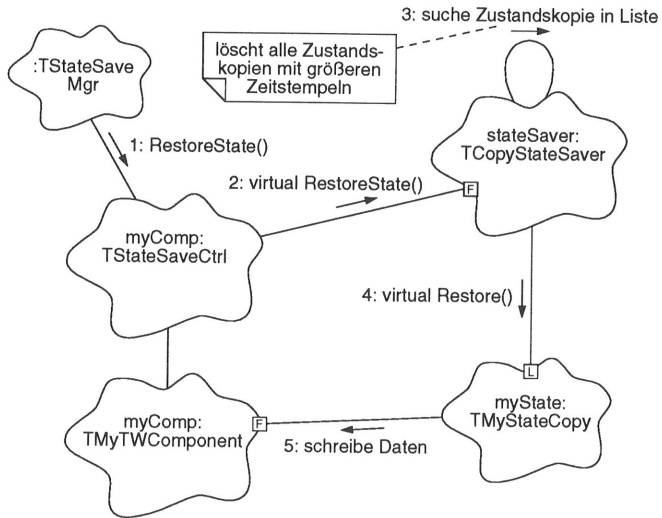 3: suche Zustandskopie in Liste
löscht alle Zustands-
kopien mit größeren
Zeitstempeln
:TStateSave
Mgr
stateSaver:
TCopyStateSaver
1: RestoreState()
2: virtual RestoreState()
F
myComp:
TStateSaveCtrl
4: virtual Restore()
L
myComp:
TMyTWComponent
F
myState:
TMyStateCopy
5: schreibe Daten